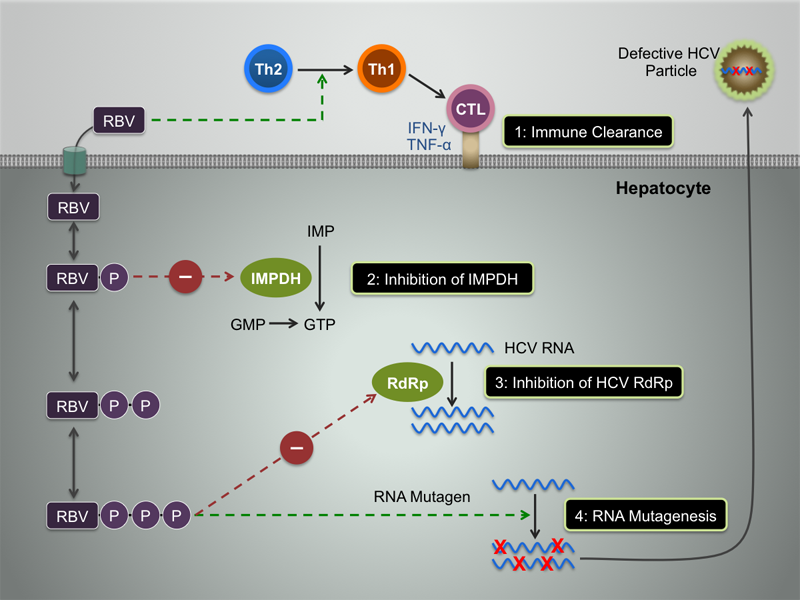 Defective HCV
Particle
Th2
Th1
CTL
RBV
IFN-γ
TNF-α
1: Immune Clearance
Hepatocyte
RBV
IMP
RBV P
−
IMPDH
2: Inhibition of IMPDH
GMP
GTP
HCV RNA
RdRp
3: Inhibition of HCV RdRp
RBV P P
−
RNA Mutagen
RBV P P P
4: RNA Mutagenesis
X X
X X
XX